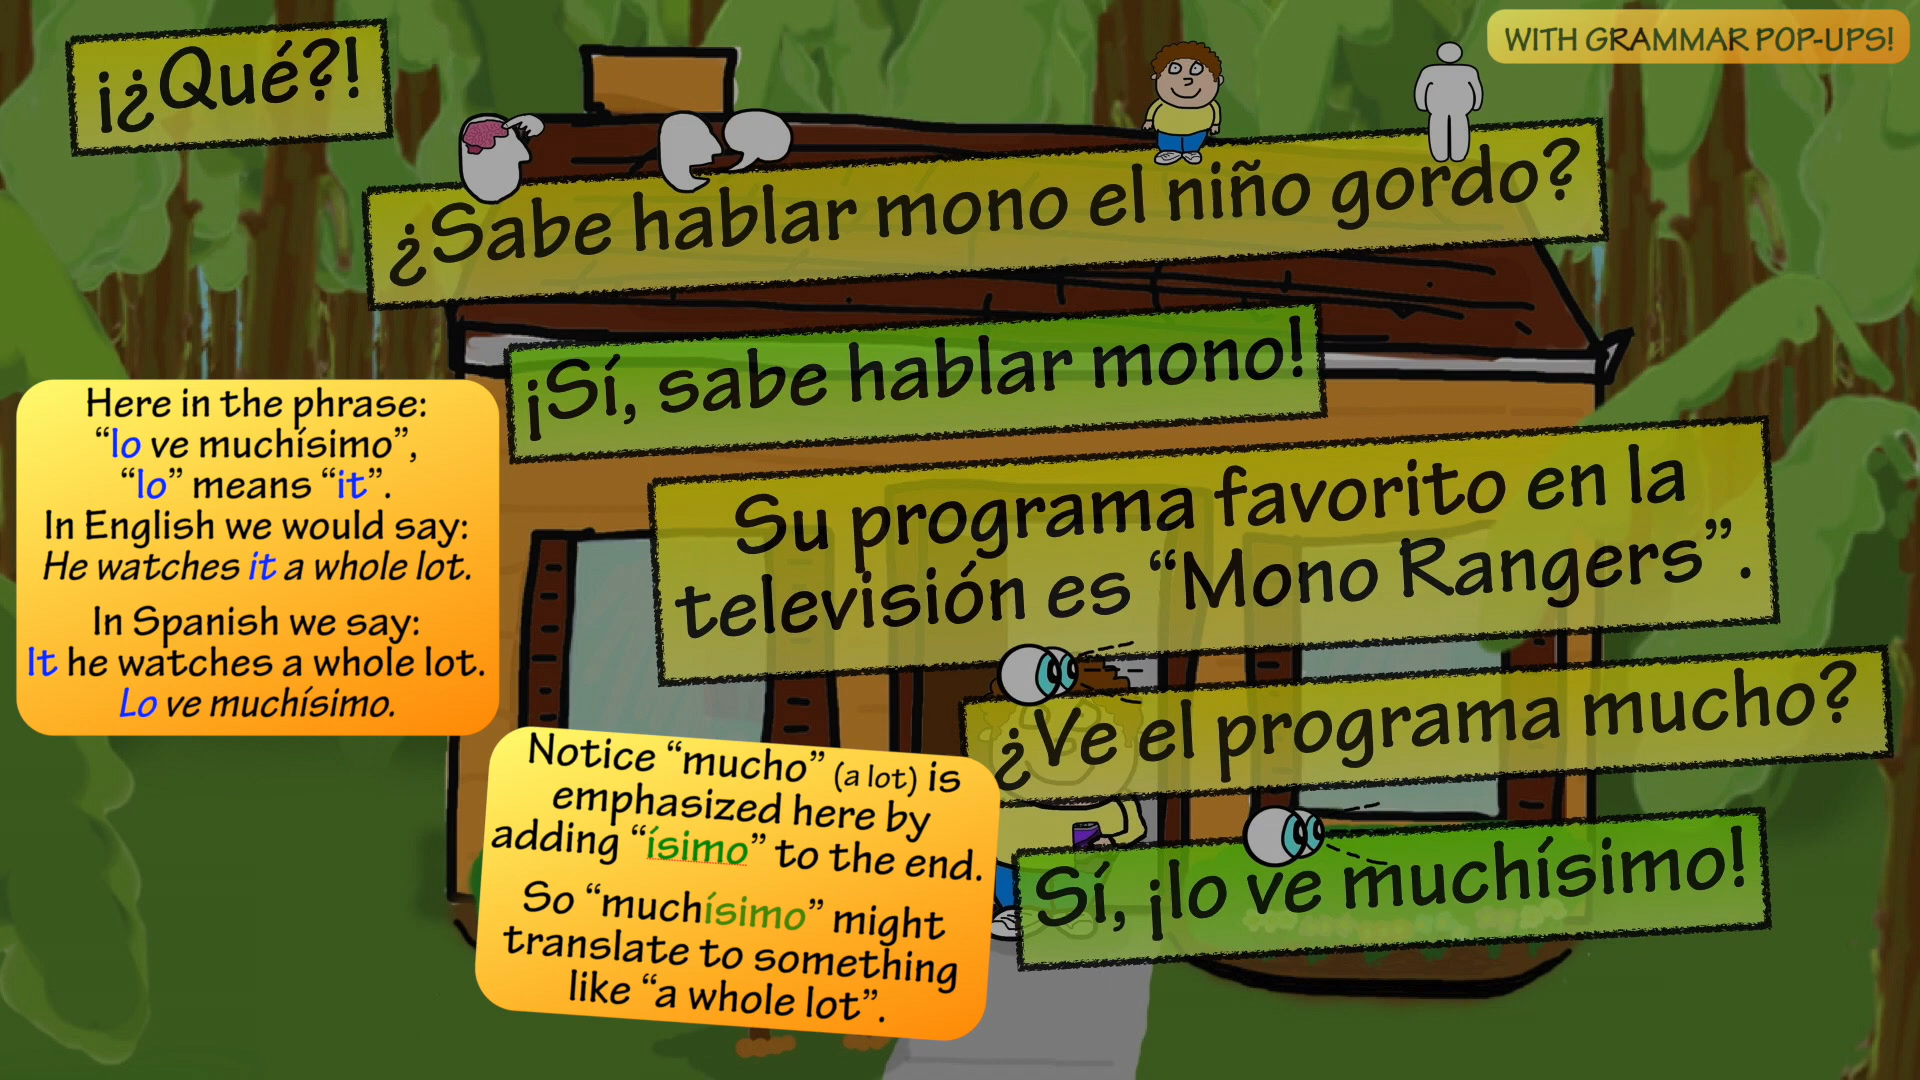 ¡¿Qué?!
WITH GRAMMAR POP-UPS!
¿Sabe hablar mono el niño gordo?
¡Sí, sabe hablar mono!
Su programa favorito en la
televisión es “Mono Rangers”.
¿Ve el programa mucho?
Sí, ¡lo ve muchísimo!
Here in the phrase:
“lo ve muchísimo”,
“lo” means “it”.
In English we would say:
He watches it a whole lot.
In Spanish we say:
It he watches a whole lot.
Lo ve muchísimo.
Notice “mucho” (a lot) is
emphasized here by
adding “ísimo” to the end.
So “muchísimo” might
translate to something
like “a whole lot”.